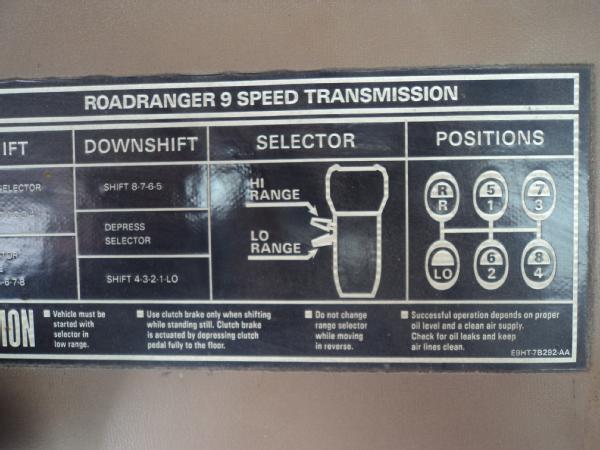 ROADRANGER 9 SPEED TRANSMISSION
IFT
DOWNSHIFT
SELECTOR
POSITIONS
SELECTOR
6-7-8
SHIFT 8-7-6-5
DEPRESS
SELECTOR
SHIFT 4-3-2-1-LO
HI
RANGE
LO
RANGE
R 5 7
R 1 3
6 8
LO 2 4
ION
■ Vehicle must be
started with
selector in
low range.
■ Use clutch brake only when shifting
while standing still. Clutch brake
is actuated by depressing clutch
pedal fully to the floor.
■ Do not change
range selector
while moving
in reverse.
■ Successful operation depends on proper
oil level and a clean air supply.
Check for oil leaks and keep
air lines clean.
E9HT-7B292-AA